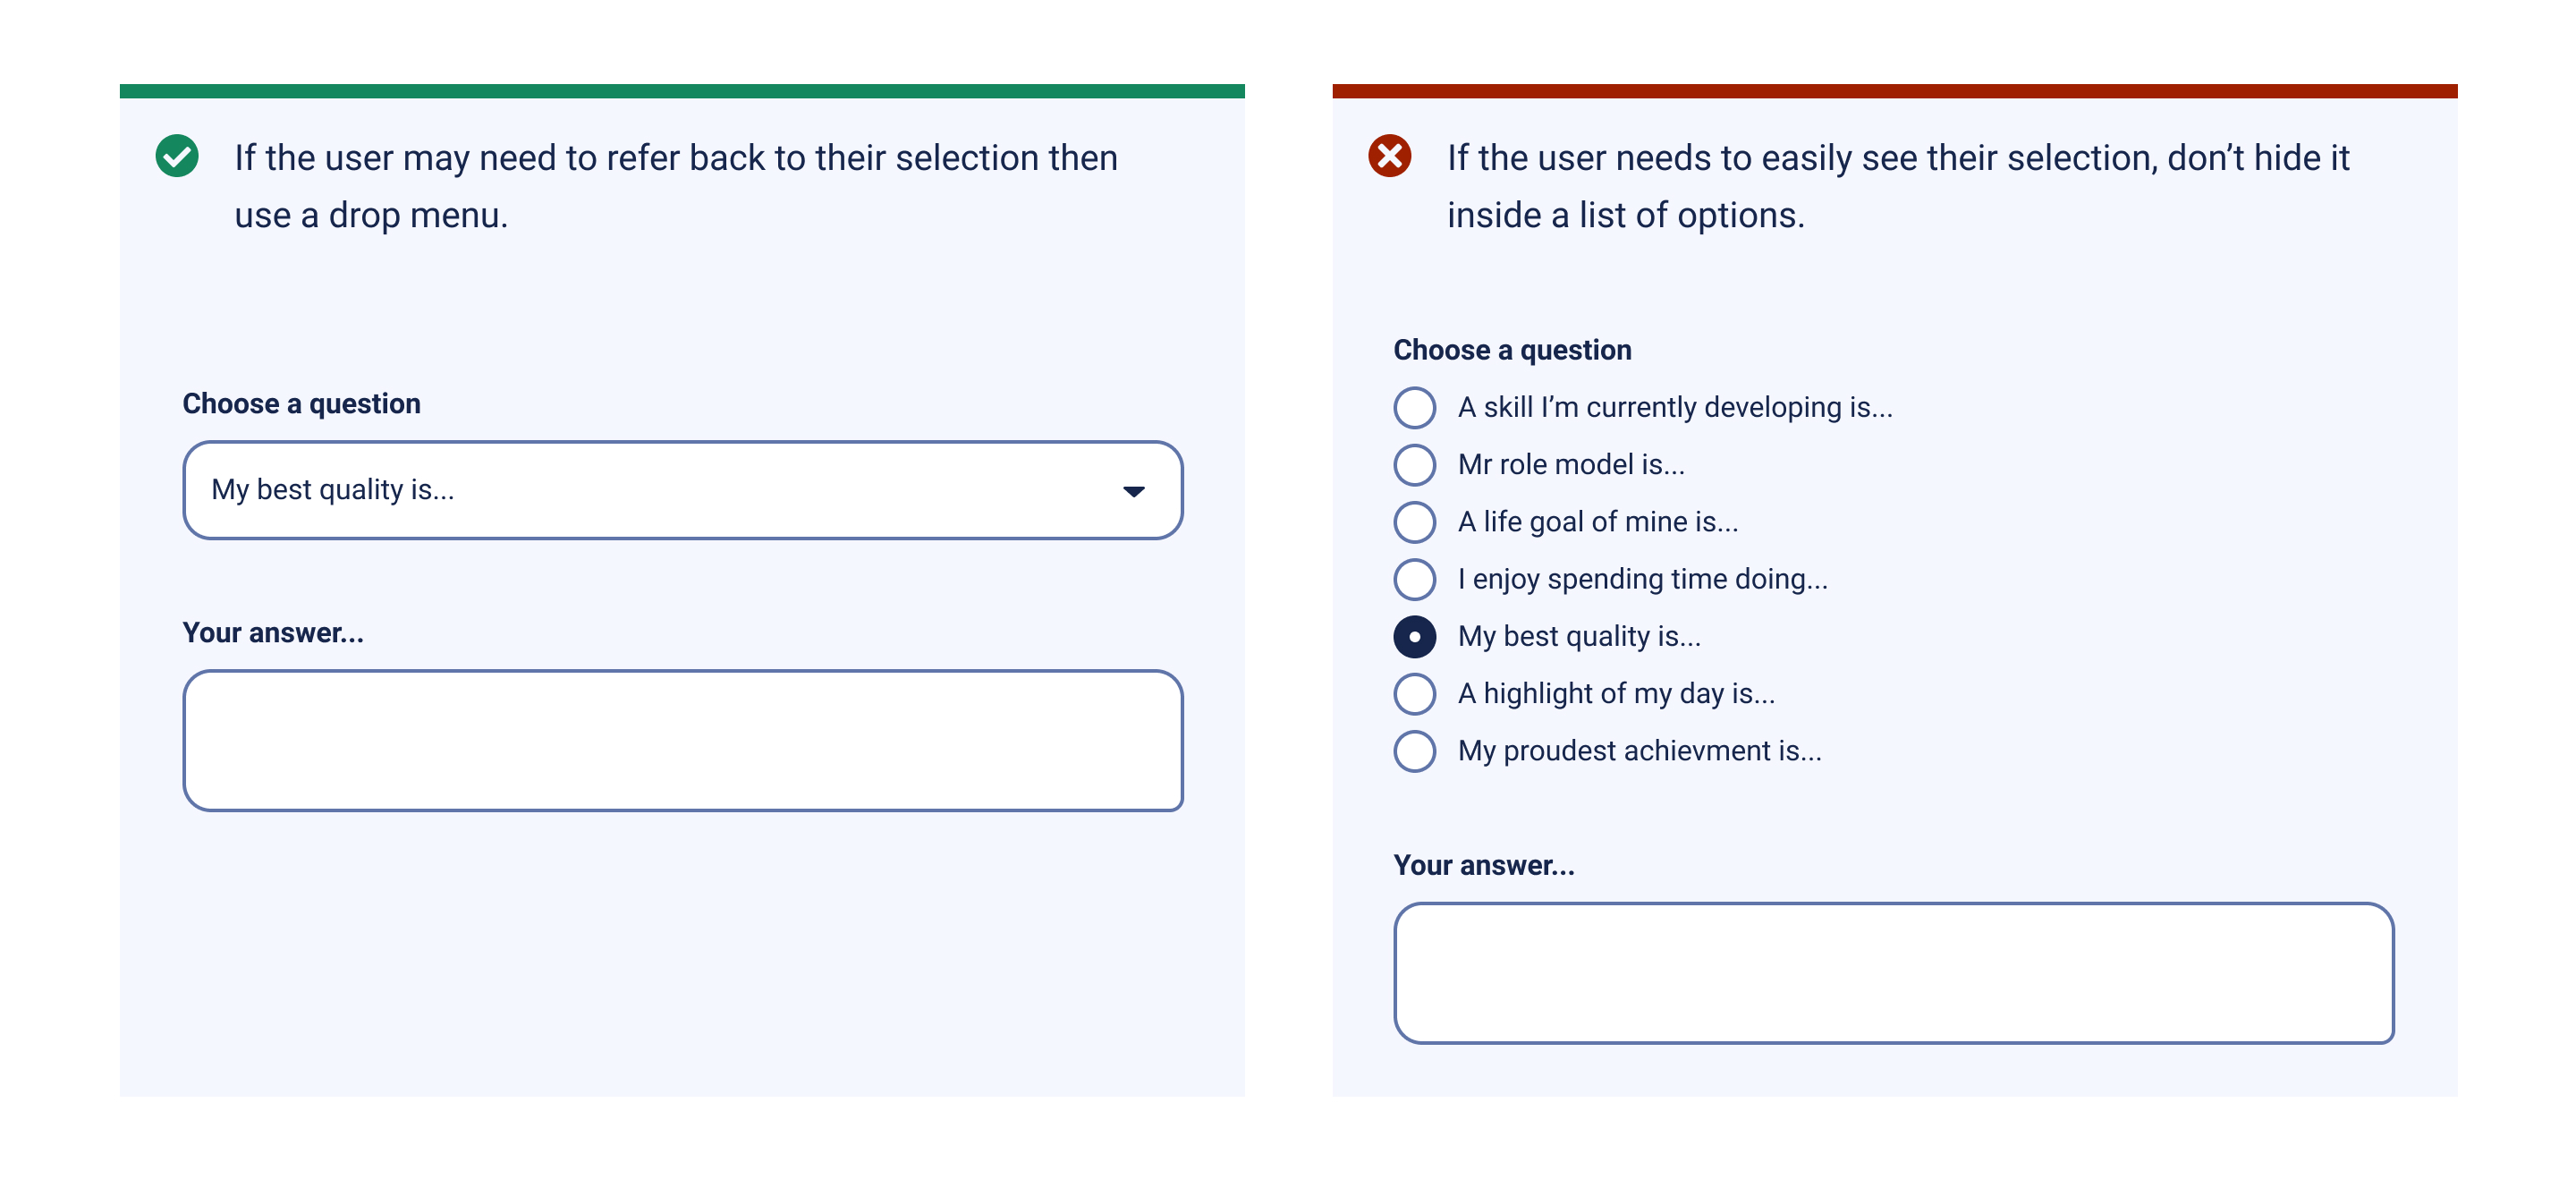 If the user may need to refer back to their selection then
use a drop menu.
Choose a question
My best quality is...
Your answer...
If the user needs to easily see their selection, don’t hide it
inside a list of options.
Choose a question
A skill I’m currently developing is...
Mr role model is...
A life goal of mine is...
I enjoy spending time doing...
My best quality is...
A highlight of my day is...
My proudest achievment is...
Your answer...